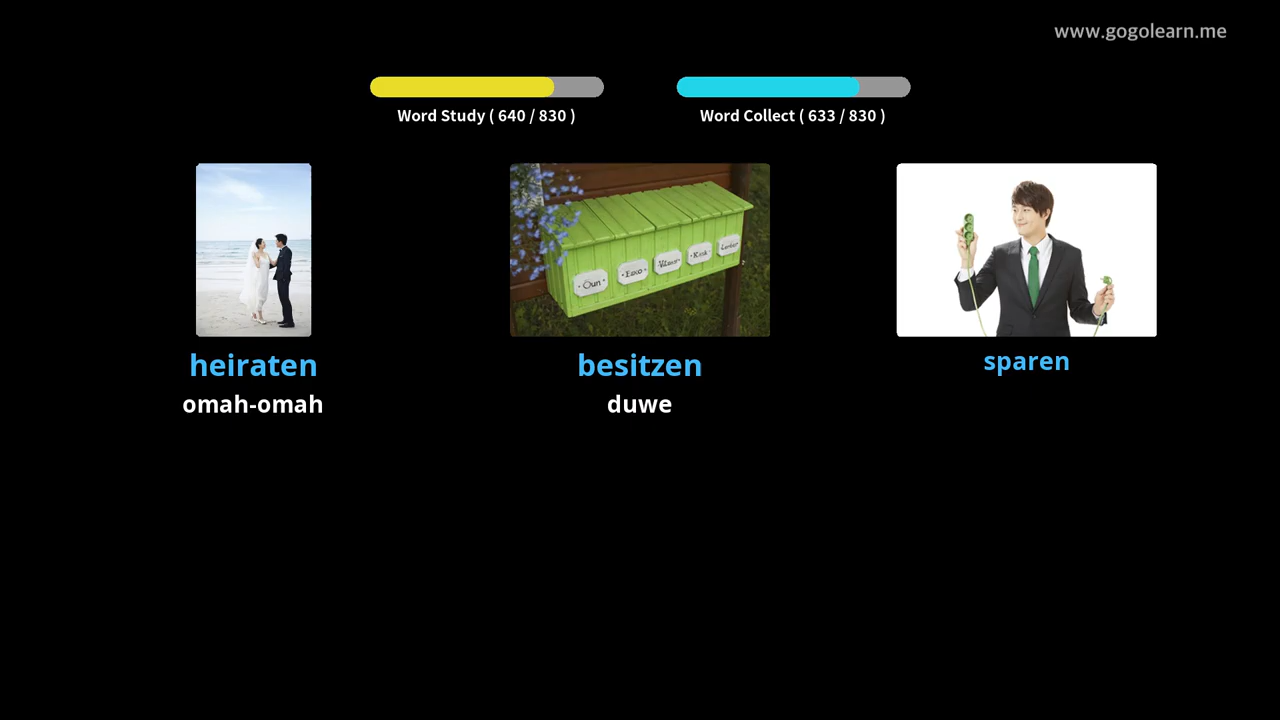 www.gogolearn.me
Word Study ( 640 / 830 )
Word Collect ( 633 / 830 )
heiraten
omah-omah
besitzen
duwe
sparen